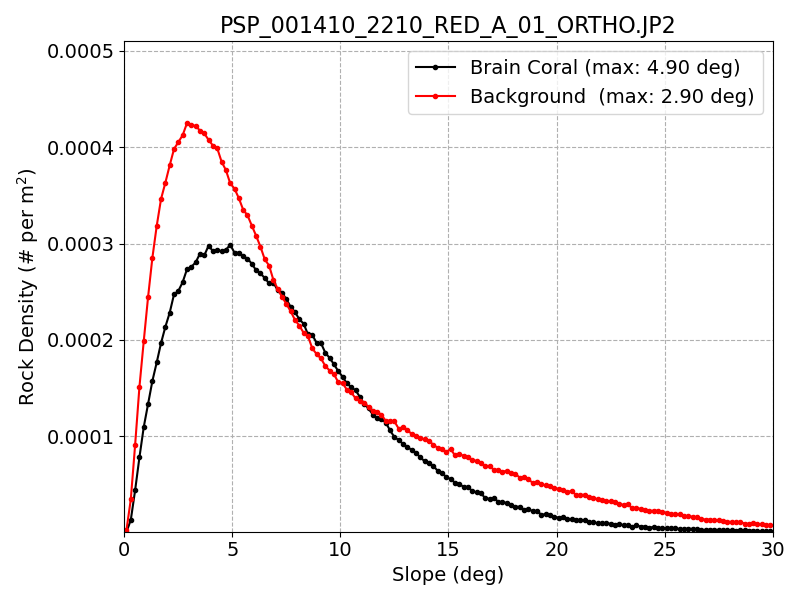 PSP_001410_2210_RED_A_01_ORTHO.JP2
Brain Coral (max: 4.90 deg)
Background  (max: 2.90 deg)
0.0005
0.0004
0.0003
0.0002
0.0001
Rock Density (# per m²)
0 5 10 15 20 25 30
Slope (deg)